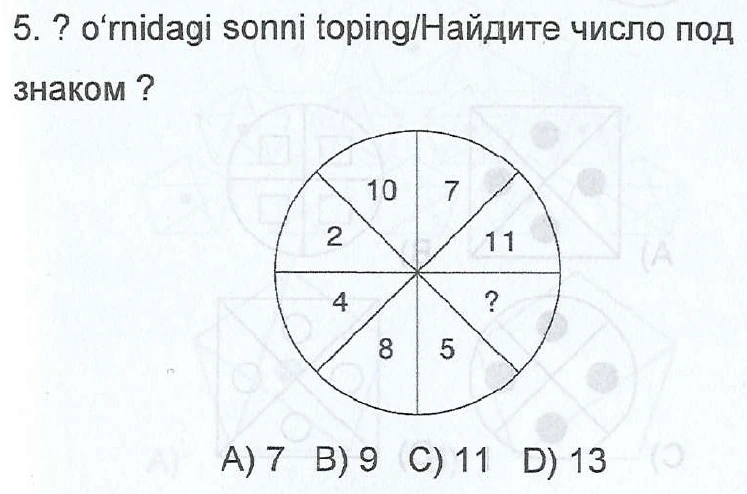 5. ? o‘rnidagi sonni toping/Найдите число под
знаком ?
10 7
2 11
4 ?
8 5
A) 7 B) 9 C) 11 D) 13